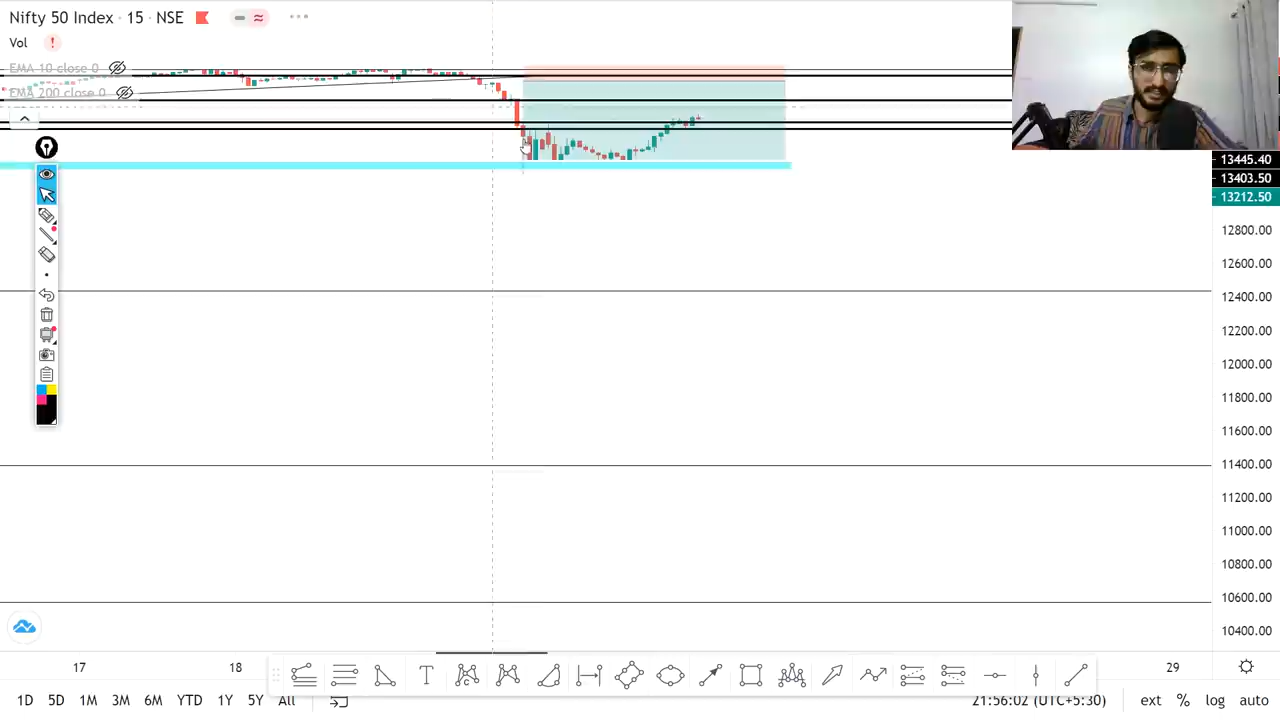 Nifty 50 Index · 15 · NSE
Vol
EMA 10 close 0
EMA 200 close 0
13445.40
13403.50
13212.50
12800.00
12600.00
12400.00
12200.00
12000.00
11800.00
11600.00
11400.00
11200.00
11000.00
10800.00
10600.00
10400.00
17
18
29
1D 5D 1M 3M 6M YTD 1Y 5Y All
21:56:02 (UTC+5:30)
ext % log auto